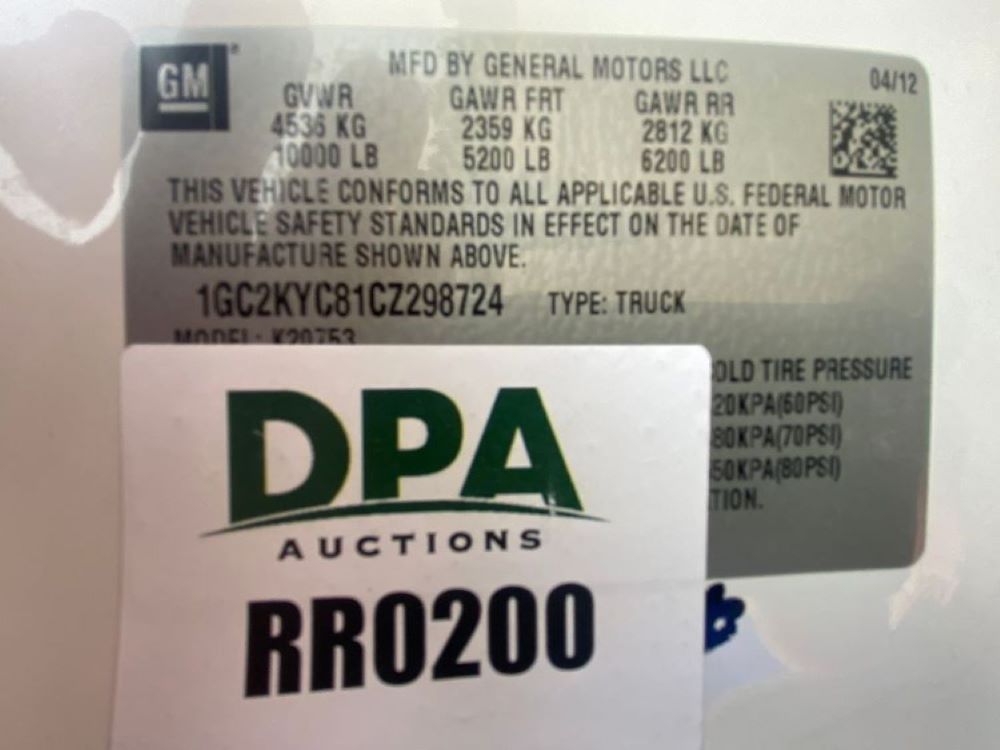 GM
MFD BY GENERAL MOTORS LLC
04/12
GVWR GAWR FRT GAWR RR
4536 KG 2359 KG 2812 KG
10000 LB 5200 LB 6200 LB
THIS VEHICLE CONFORMS TO ALL APPLICABLE U.S. FEDERAL MOTOR
VEHICLE SAFETY STANDARDS IN EFFECT ON THE DATE OF
MANUFACTURE SHOWN ABOVE.
1GC2KYC81CZ298724 TYPE: TRUCK
MODEL: K20753
OLD TIRE PRESSURE
20KPA(60PSI)
80KPA(70PSI)
50KPA(80PSI)
TION.
DPA
AUCTIONS
RR0200